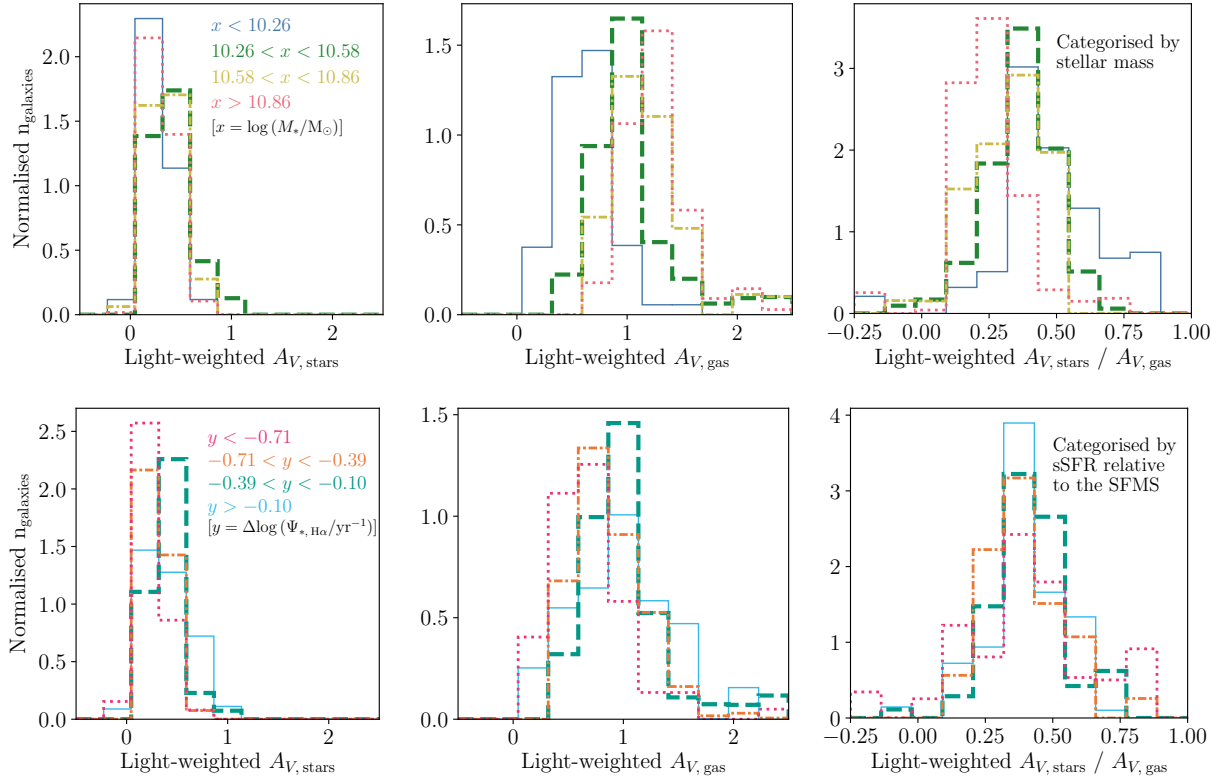 Normalised n_galaxies
2.0
1.5
1.0
0.5
0.0
x < 10.26
10.26 < x < 10.58
10.58 < x < 10.86
x > 10.86
[x = log (M_*/M_⊙)]
0 1 2
Light-weighted A_V, stars
1.5
1.0
0.5
0.0
0 1 2
Light-weighted A_V, gas
3
2
1
0
Categorised by
stellar mass
−0.25 0.00 0.25 0.50 0.75 1.00
Light-weighted A_V, stars / A_V, gas
Normalised n_galaxies
2.5
2.0
1.5
1.0
0.5
0.0
y < −0.71
−0.71 < y < −0.39
−0.39 < y < −0.10
y > −0.10
[y = Δlog (Ψ_*, Hα/yr⁻¹)]
0 1 2
Light-weighted A_V, stars
1.5
1.0
0.5
0.0
0 1 2
Light-weighted A_V, gas
4
3
2
1
0
Categorised by
sSFR relative
to the SFMS
−0.25 0.00 0.25 0.50 0.75 1.00
Light-weighted A_V, stars / A_V, gas